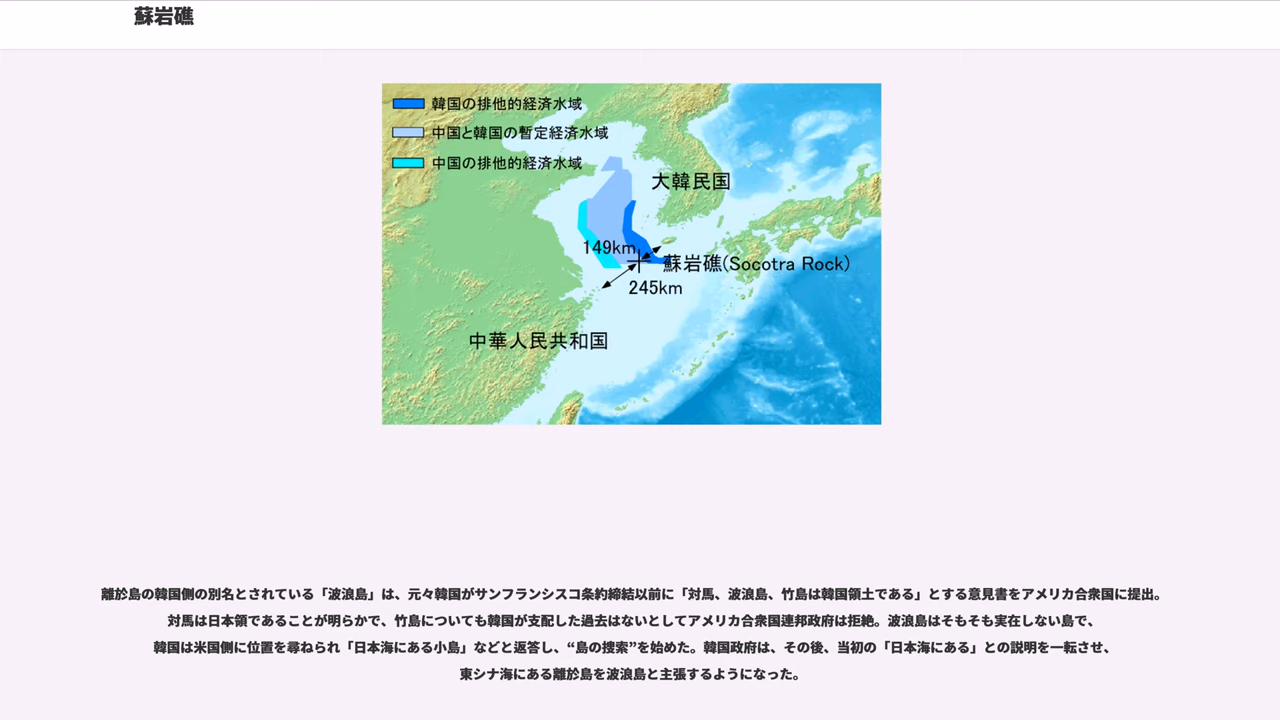 蘇岩礁
韓国の排他的経済水域
中国と韓国の暫定経済水域
中国の排他的経済水域
大韓民国
149km
蘇岩礁(Socotra Rock)
245km
中華人民共和国
離於島の韓国側の別名とされている「波浪島」は、元々韓国がサンフランシスコ条約締結以前に「対馬、波浪島、竹島は韓国領土である」とする意見書をアメリカ合衆国に提出。
対馬は日本領であることが明らかで、竹島についても韓国が支配した過去はないとしてアメリカ合衆国連邦政府は拒絶。波浪島はそもそも実在しない島で、
韓国は米国側に位置を尋ねられ「日本海にある小島」などと返答し、“島の捜索”を始めた。韓国政府は、その後、当初の「日本海にある」との説明を一転させ、
東シナ海にある離於島を波浪島と主張するようになった。